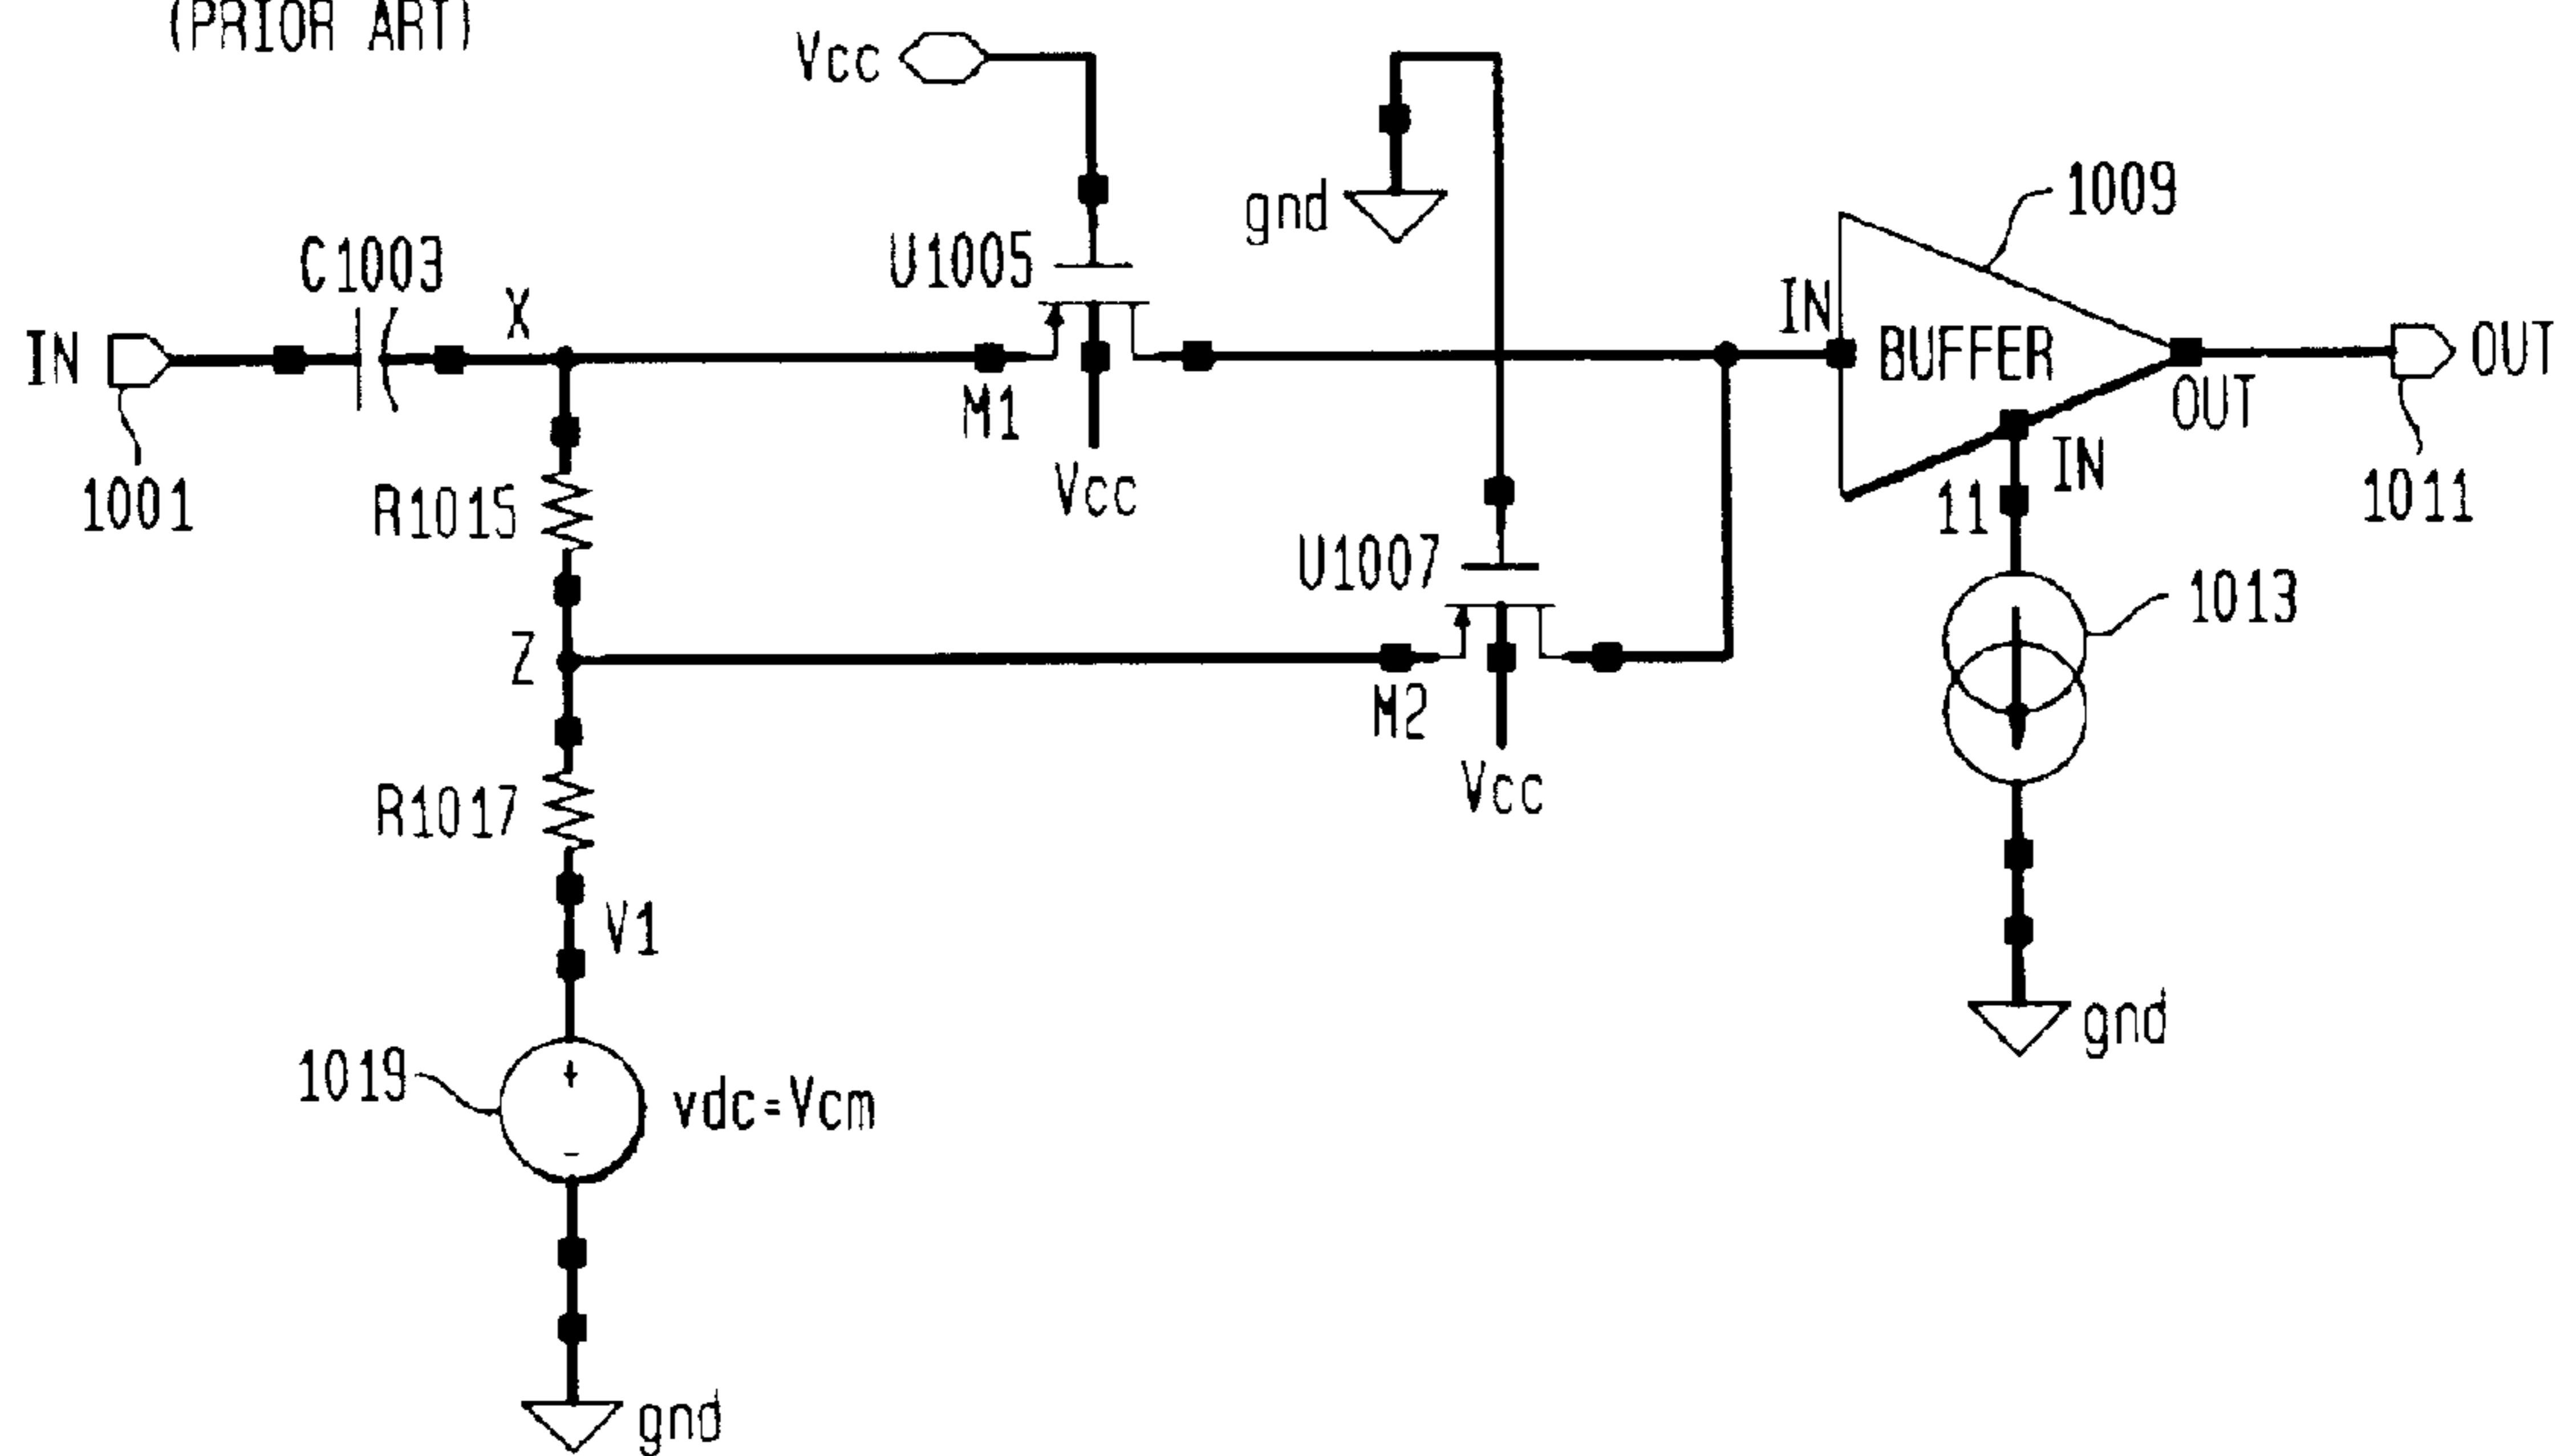 (PRIOR ART)
Vcc
gnd
1009
C1003
U1005
IN
X
IN
BUFFER
OUT
OUT
M1
Vcc
IN
11
1001
R1015
1011
U1007
1013
Z
M2
Vcc
R1017
V1
gnd
1019
vdc=Vcm
gnd